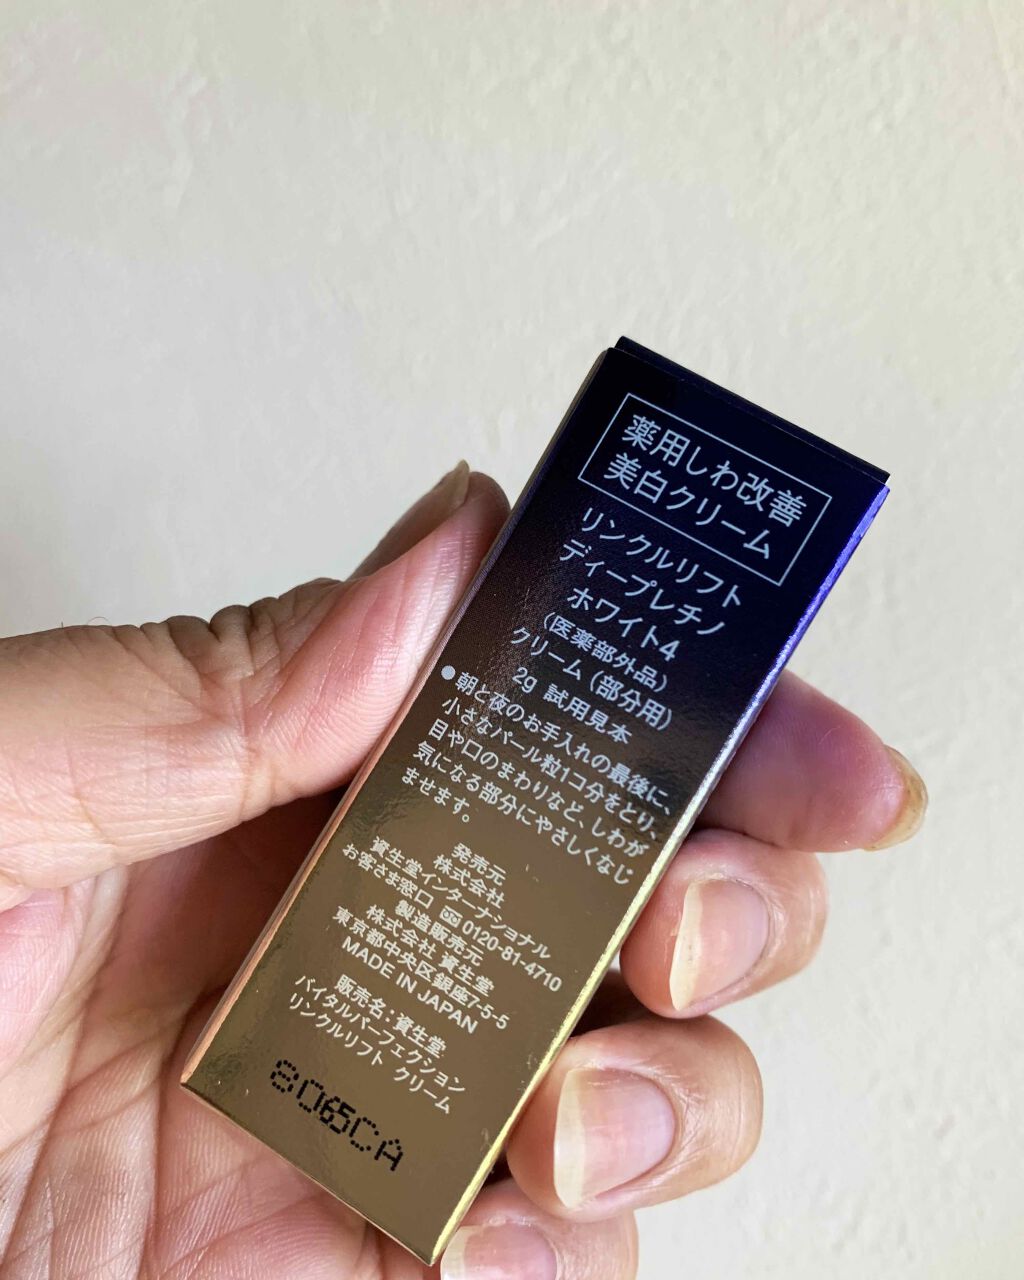 薬用しわ改善
美白クリーム
リンクルリフト
ディープレチノ
ホワイト4
(医薬部外品)
クリーム(部分用)
2g 試用見本
●朝と夜のお手入れの最後に、
小さなパール粒1コ分をとり、
目や口のまわりなど、しわが
気になる部分にやさしくなじ
ませます。
発売元
株式会社
資生堂インターナショナル
お客さま窓口 0120-81-4710
製造販売元
株式会社 資生堂
東京都中央区銀座7-5-5
MADE IN JAPAN
販売名:資生堂
バイタルパーフェクション
リンクルリフト クリーム
8065CA